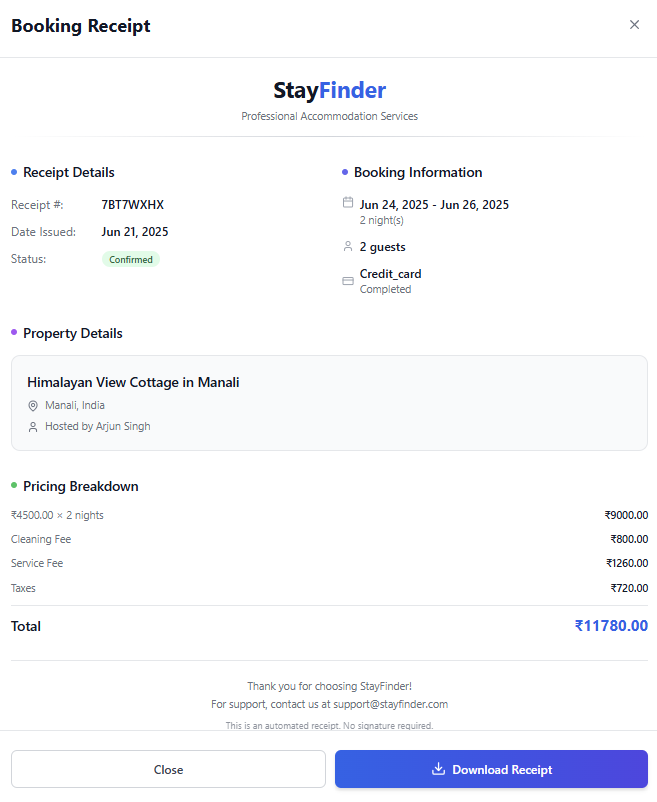 Booking Receipt
StayFinder
Professional Accommodation Services
Receipt Details
Receipt #: 7BT7WXHX
Date Issued: Jun 21, 2025
Status: Confirmed
Booking Information
Jun 24, 2025 - Jun 26, 2025
2 night(s)
2 guests
Credit_card
Completed
Property Details
Himalayan View Cottage in Manali
Manali, India
Hosted by Arjun Singh
Pricing Breakdown
₹4500.00 × 2 nights ₹9000.00
Cleaning Fee ₹800.00
Service Fee ₹1260.00
Taxes ₹720.00
Total ₹11780.00
Thank you for choosing StayFinder!
For support, contact us at support@stayfinder.com
This is an automated receipt. No signature required.
Close Download Receipt